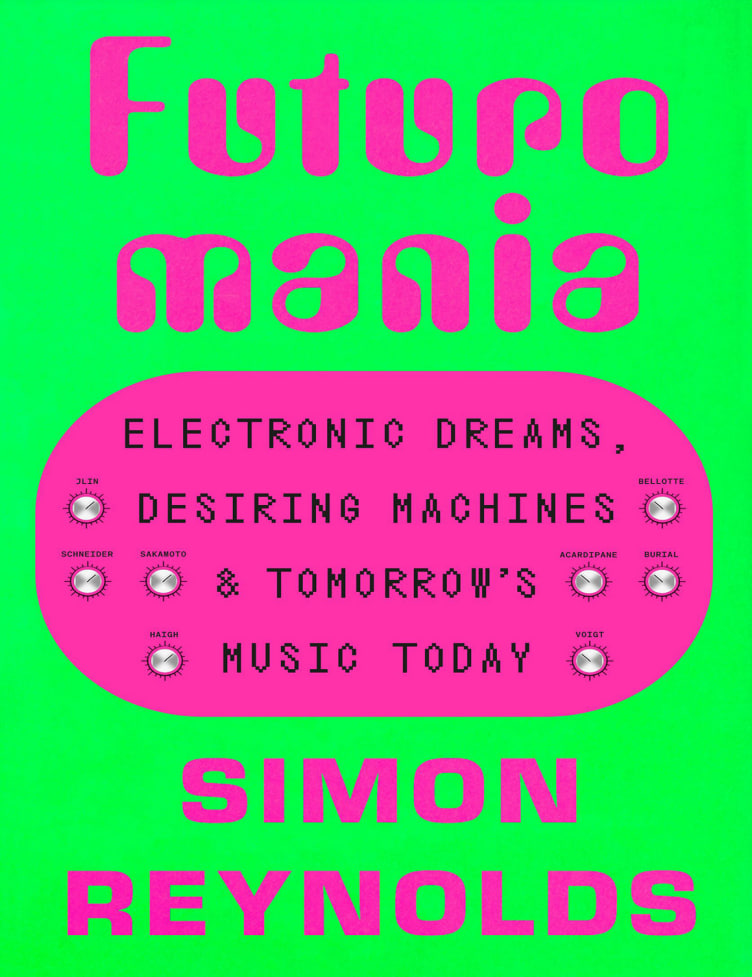 Futuro
mania
ELECTRONIC DREAMS,
JLIN
DESIRING MACHINES
BELLOTTE
SCHNEIDER
SAKAMOTO
& TOMORROW'S
ACARDIPANE
BURIAL
HAIGH
MUSIC TODAY
VOIGT
SIMON
REYNOLDS